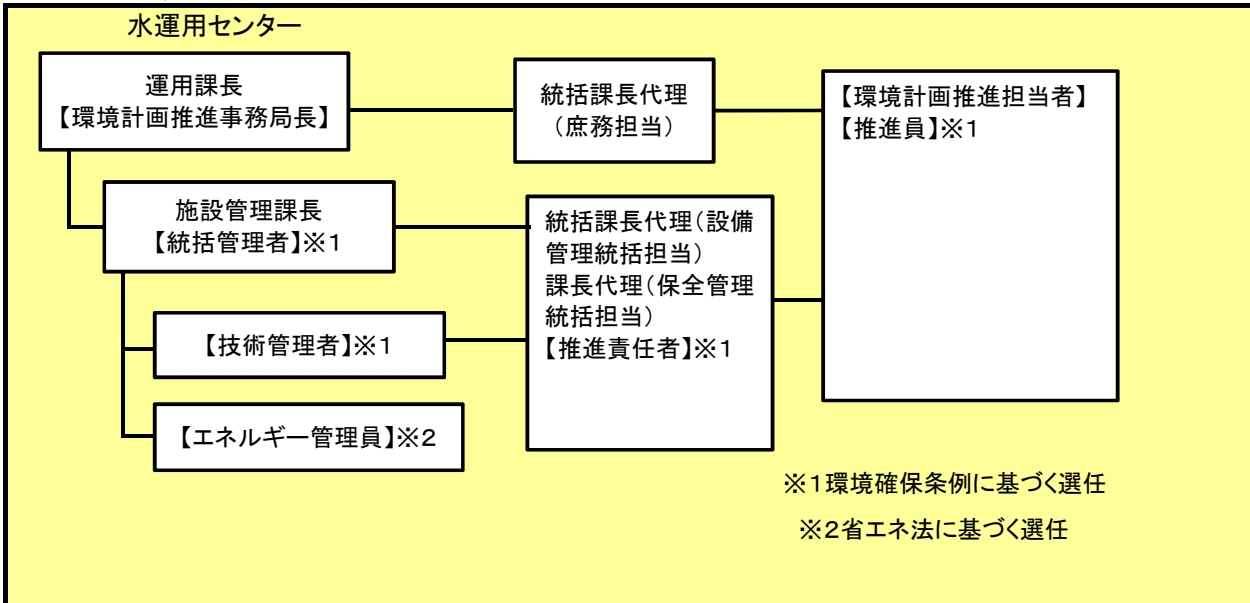 水運用センター
運用課長
【環境計画推進事務局長】
統括課長代理
(庶務担当)
【環境計画推進担当者】
【推進員】※1
施設管理課長
【統括管理者】※1
統括課長代理(設備
管理統括担当)
課長代理(保全管理
統括担当)
【推進責任者】※1
【技術管理者】※1
【エネルギー管理員】※2
※1環境確保条例に基づく選任
※2省エネ法に基づく選任